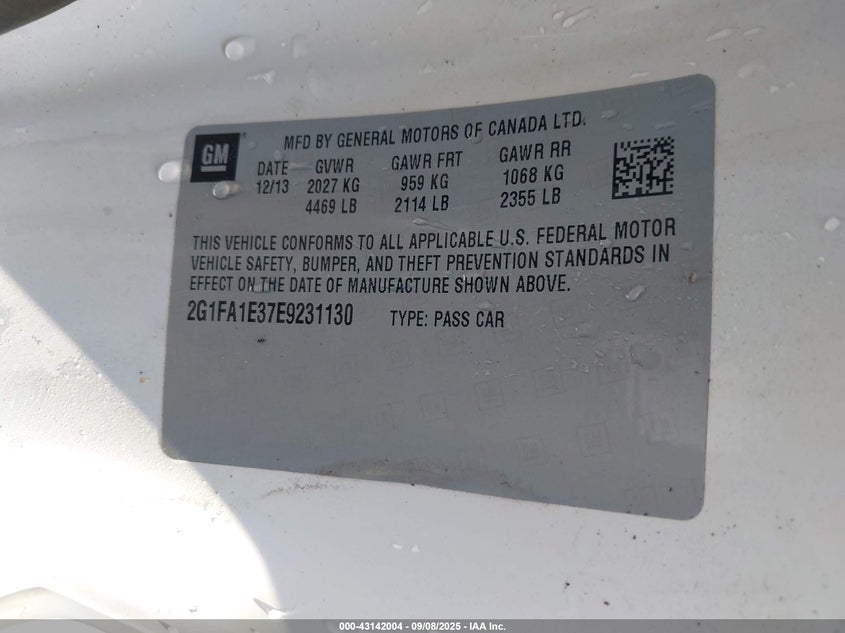 GM
MFD BY GENERAL MOTORS OF CANADA LTD.
DATE GVWR GAWR FRT GAWR RR
12/13 2027 KG 959 KG 1068 KG
4469 LB 2114 LB 2355 LB
THIS VEHICLE CONFORMS TO ALL APPLICABLE U.S. FEDERAL MOTOR
VEHICLE SAFETY, BUMPER, AND THEFT PREVENTION STANDARDS IN
EFFECT ON THE DATE OF MANUFACTURE SHOWN ABOVE.
2G1FA1E37E9231130 TYPE: PASS CAR
000-43142004 - 09/08/2025 - IAA Inc.